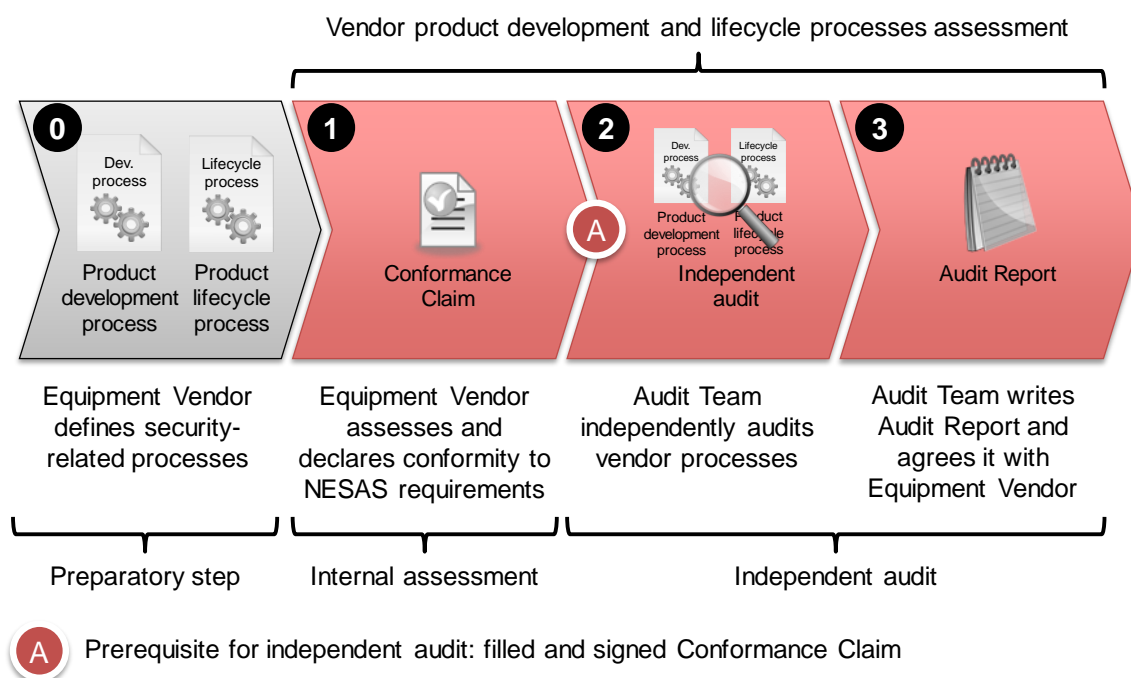 Vendor product development and lifecycle processes assessment
0
Dev.
process
Lifecycle
process
Product
development
process
Product
lifecycle
process
1
Conformance
Claim
A
2
Dev.
process
Lifecycle
process
Product
development
process
Product
lifecycle
process
Independent
audit
3
Audit Report
Equipment Vendor
defines security-
related processes
Equipment Vendor
assesses and
declares conformity to
NESAS requirements
Audit Team
independently audits
vendor processes
Audit Team writes
Audit Report and
agrees it with
Equipment Vendor
Preparatory step
Internal assessment
Independent audit
A
Prerequisite for independent audit: filled and signed Conformance Claim